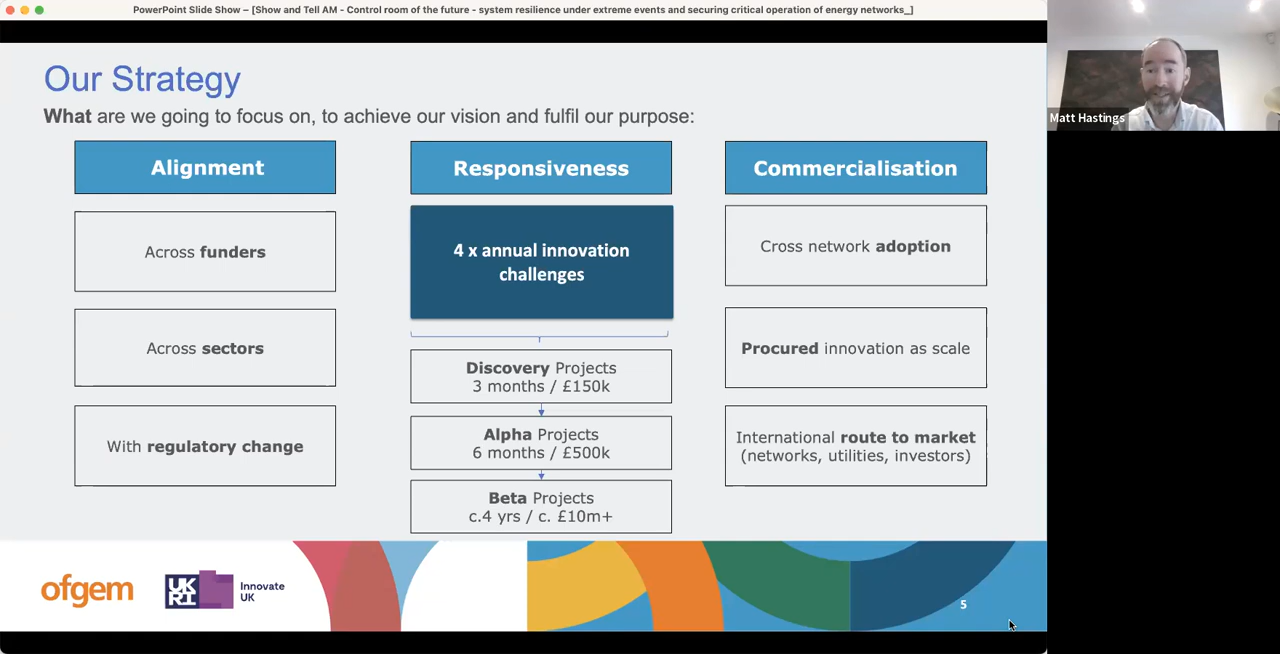 PowerPoint Slide Show – [Show and Tell AM - Control room of the future - system resilience under extreme events and securing critical operation of energy networks_]
Our Strategy
What are we going to focus on, to achieve our vision and fulfil our purpose:
Alignment
Across funders
Across sectors
With regulatory change
Responsiveness
4 x annual innovation
challenges
Discovery Projects
3 months / £150k
Alpha Projects
6 months / £500k
Beta Projects
c.4 yrs / c. £10m+
Commercialisation
Cross network adoption
Procured innovation as scale
International route to market
(networks, utilities, investors)
ofgem
UK
RI
Innovate
UK
5
Matt Hastings